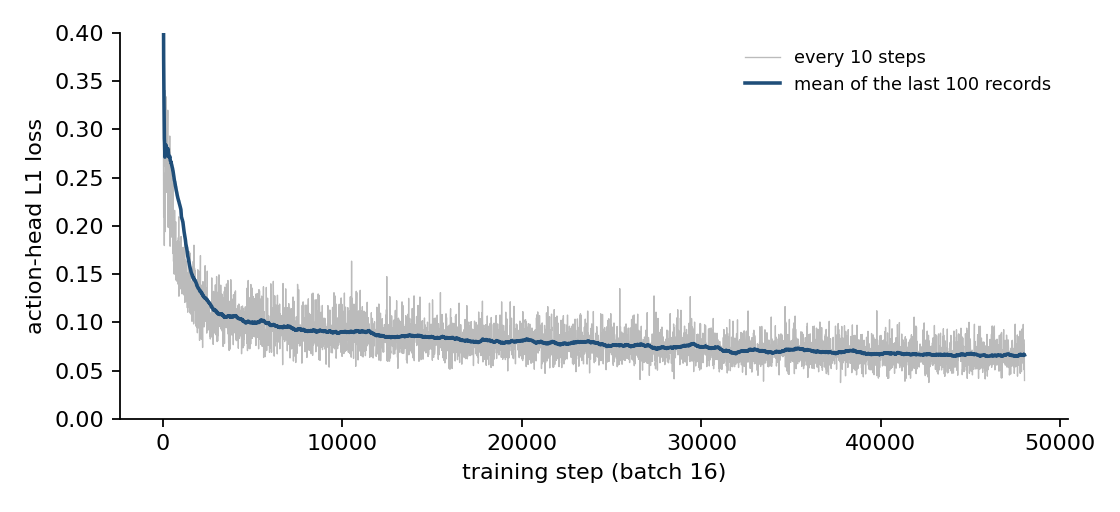 0.40
0.35
0.30
0.25
0.20
0.15
0.10
0.05
0.00
action-head L1 loss
every 10 steps
mean of the last 100 records
0 10000 20000 30000 40000 50000
training step (batch 16)